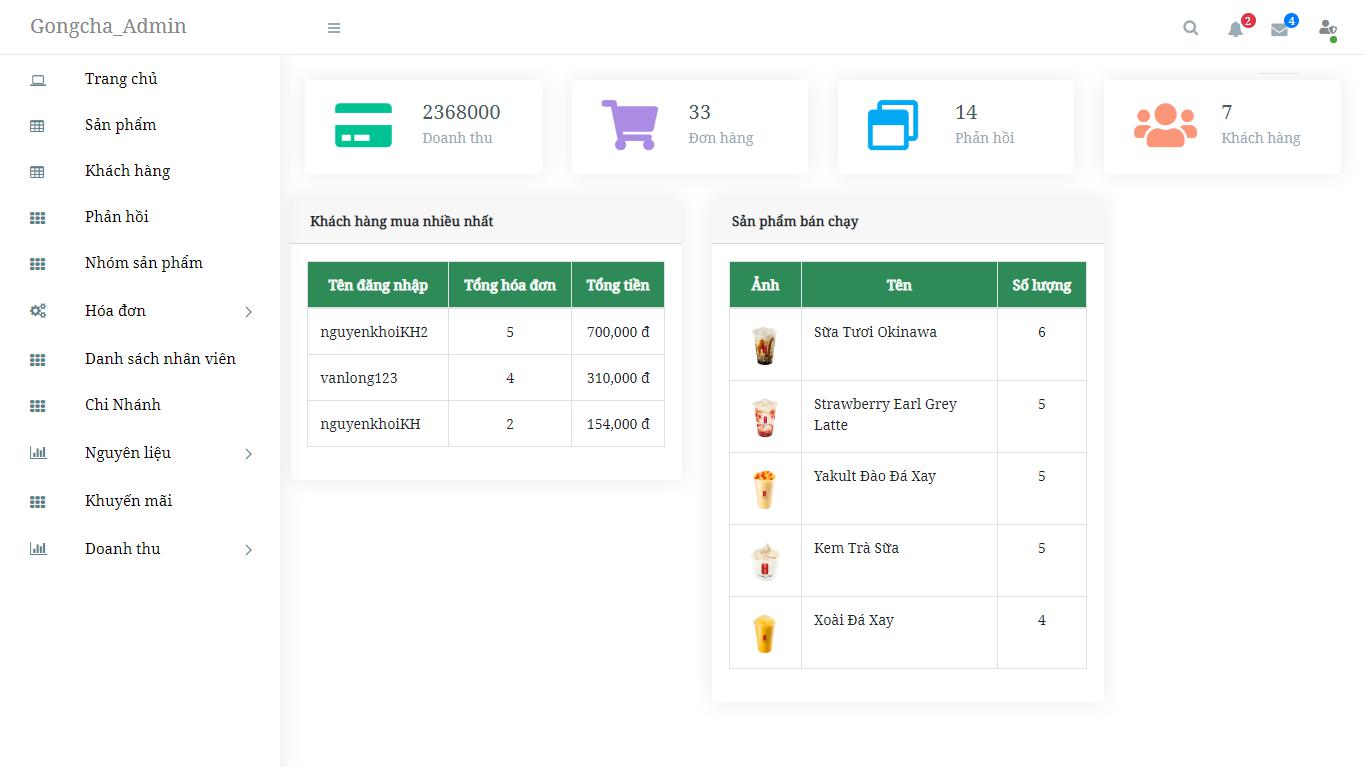 Gongcha_Admin
2
4
Trang chủ
Sản phẩm
Khách hàng
Phản hồi
Nhóm sản phẩm
Hóa đơn
Danh sách nhân viên
Chi Nhánh
Nguyên liệu
Khuyến mãi
Doanh thu
2368000
Doanh thu
33
Đơn hàng
14
Phản hồi
7
Khách hàng
Khách hàng mua nhiều nhất
Tên đăng nhập Tổng hóa đơn Tổng tiền
nguyenkhoiKH2 5 700,000 đ
vanlong123 4 310,000 đ
nguyenkhoiKH 2 154,000 đ
Sản phẩm bán chạy
Ảnh Tên Số lượng
Sữa Tươi Okinawa 6
Strawberry Earl Grey 5
Latte
Yakult Đào Đá Xay 5
Kem Trà Sữa 5
Xoài Đá Xay 4